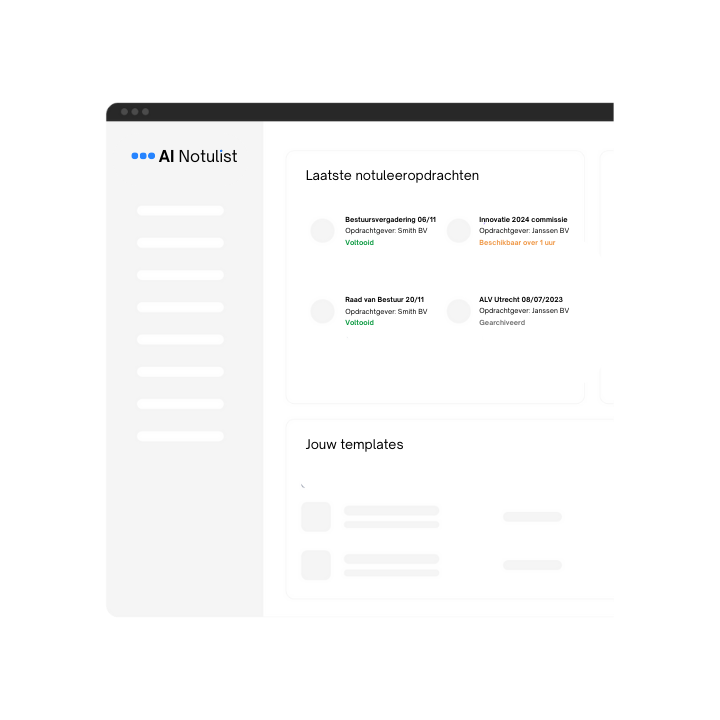 AI Notulist
Laatste notuleeropdrachten
Bestuursvergadering 06/11
Opdrachtgever: Smith BV
Voltooid
Innovatie 2024 commissie
Opdrachtgever: Janssen BV
Beschikbaar over 1 uur
Raad van Bestuur 20/11
Opdrachtgever: Smith BV
Voltooid
ALV Utrecht 08/07/2023
Opdrachtgever: Janssen BV
Gearchiveerd
Jouw templates